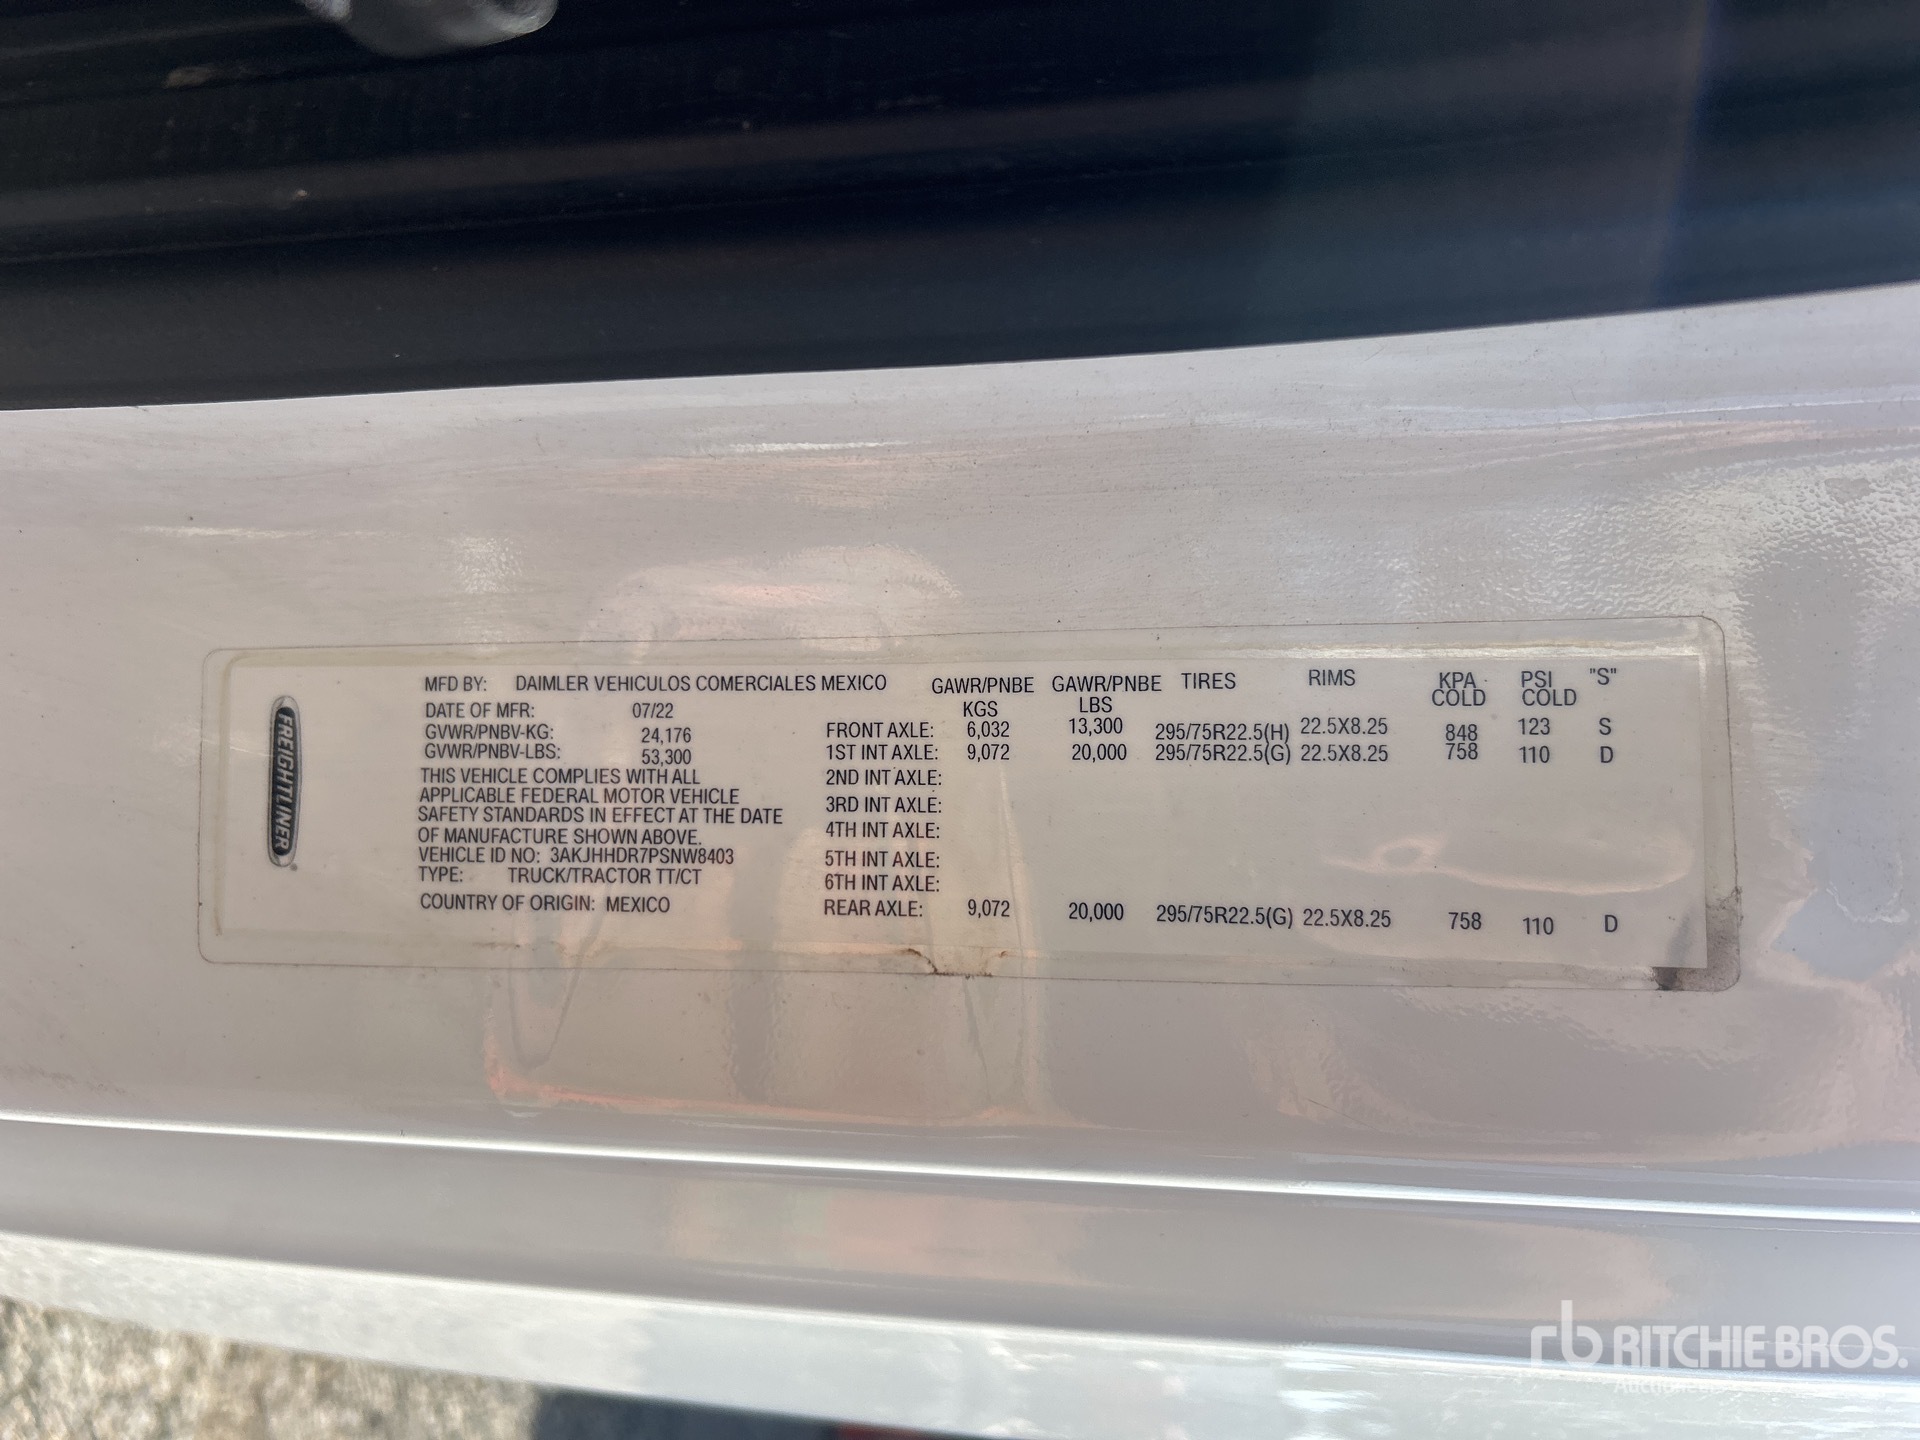 FREIGHTLINER
MFD BY: DAIMLER VEHICULOS COMERCIALES MEXICO
DATE OF MFR: 07/22
GVWR/PNBV-KG: 24,176
GVWR/PNBV-LBS: 53,300
THIS VEHICLE COMPLIES WITH ALL
APPLICABLE FEDERAL MOTOR VEHICLE
SAFETY STANDARDS IN EFFECT AT THE DATE
OF MANUFACTURE SHOWN ABOVE.
VEHICLE ID NO: 3AKJHHDR7PSNW8403
TYPE: TRUCK/TRACTOR TT/CT
COUNTRY OF ORIGIN: MEXICO
GAWR/PNBE KGS GAWR/PNBE LBS TIRES RIMS KPA COLD PSI COLD "S"
FRONT AXLE: 6,032 13,300 295/75R22.5(H) 22.5X8.25 848 123 S
1ST INT AXLE: 9,072 20,000 295/75R22.5(G) 22.5X8.25 758 110 D
2ND INT AXLE:
3RD INT AXLE:
4TH INT AXLE:
5TH INT AXLE:
6TH INT AXLE:
REAR AXLE: 9,072 20,000 295/75R22.5(G) 22.5X8.25 758 110 D
rb RITCHIE BROS.
Auctioneers